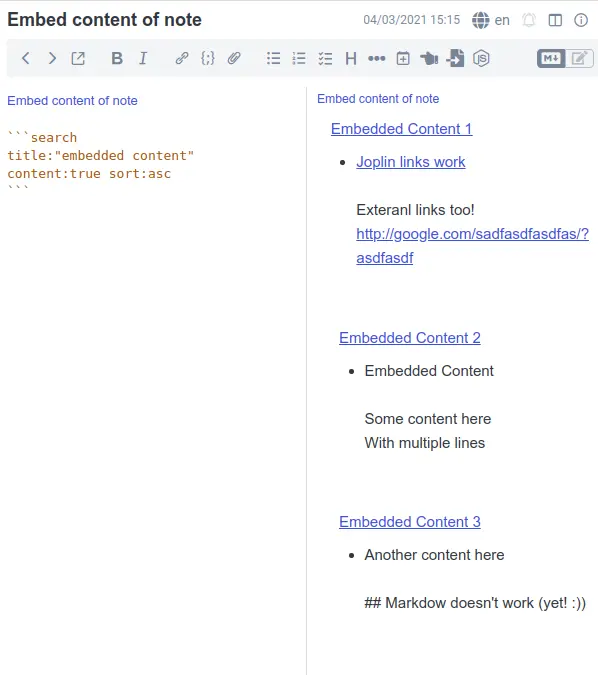 Embed content of note
04/03/2021 15:15 en
B I H M↓ JS
Embed content of note
```search
title:"embedded content"
content:true sort:asc
```
Embed content of note
Embedded Content 1
Joplin links work
Exteranl links too!
http://google.com/sadfasdfasdfas/?
asdfasdf
Embedded Content 2
Embedded Content
Some content here
With multiple lines
Embedded Content 3
Another content here
## Markdow doesn't work (yet! :))